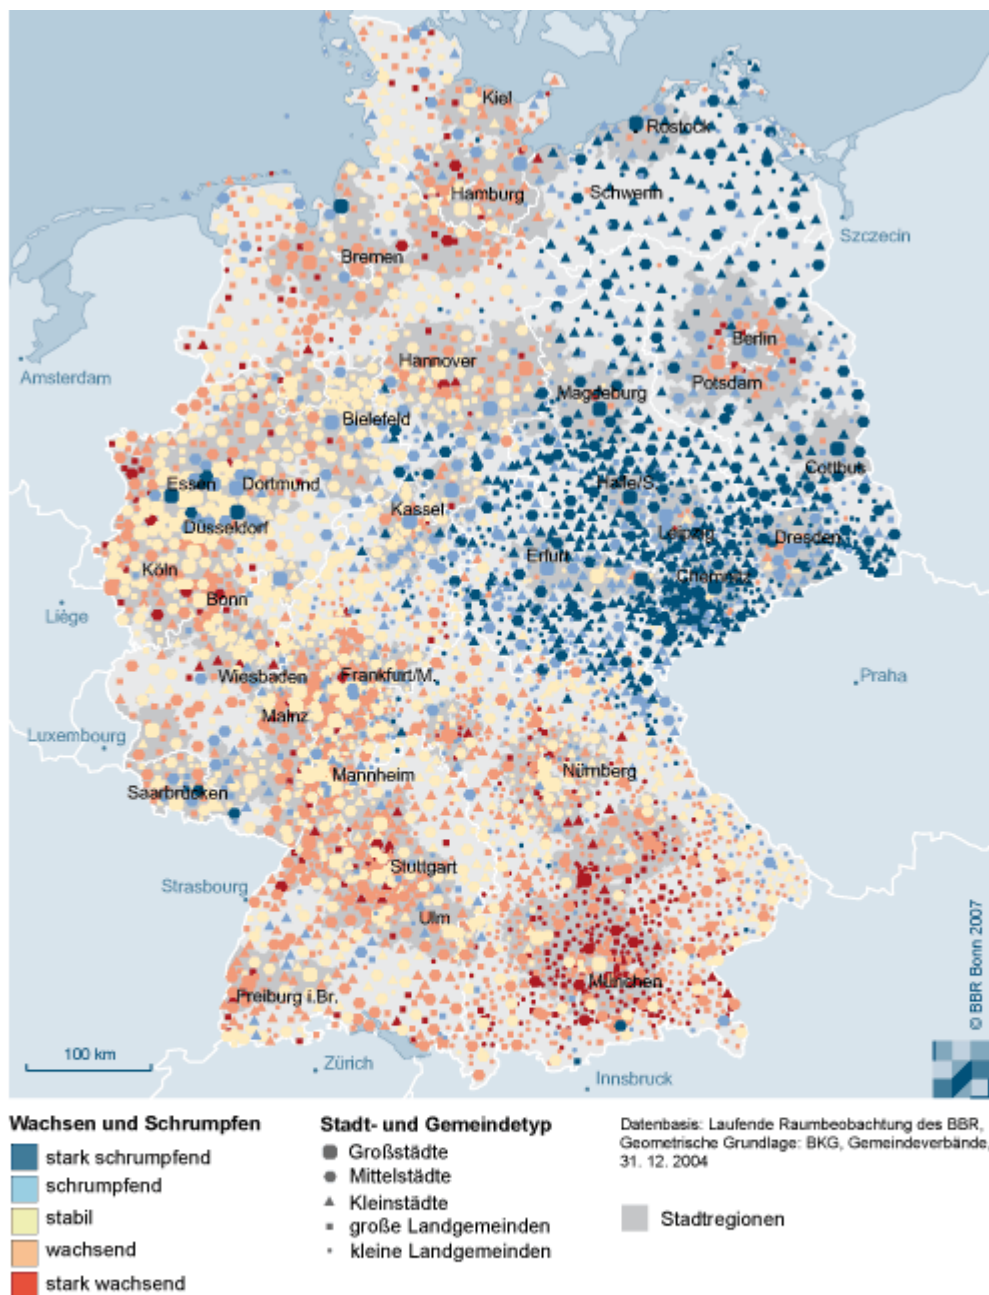 Kiel
Rostock
Schwerin
Hamburg
Szczecin
Bremen
Berlin
Hannover
Amsterdam
Potsdam
Magdeburg
Bielefeld
Cottbus
Essen
Dortmund
Halle/S.
Kassel
Düsseldorf
Leipzig
Dresden
Erfurt
Köln
Chemnitz
Bonn
Liège
Wiesbaden
Frankfurt/M.
Praha
Mainz
Luxembourg
Mannheim
Nürnberg
Saarbrücken
Stuttgart
Strasbourg
Ulm
München
Freiburg i.Br.
© BBR Bonn 2007
100 km
Zürich
Innsbruck
Wachsen und Schrumpfen
stark schrumpfend
schrumpfend
stabil
wachsend
stark wachsend
Stadt- und Gemeindetyp
Großstädte
Mittelstädte
Kleinstädte
große Landgemeinden
kleine Landgemeinden
Datenbasis: Laufende Raumbeobachtung des BBR,
Geometrische Grundlage: BKG, Gemeindeverbände,
31. 12. 2004
Stadtregionen